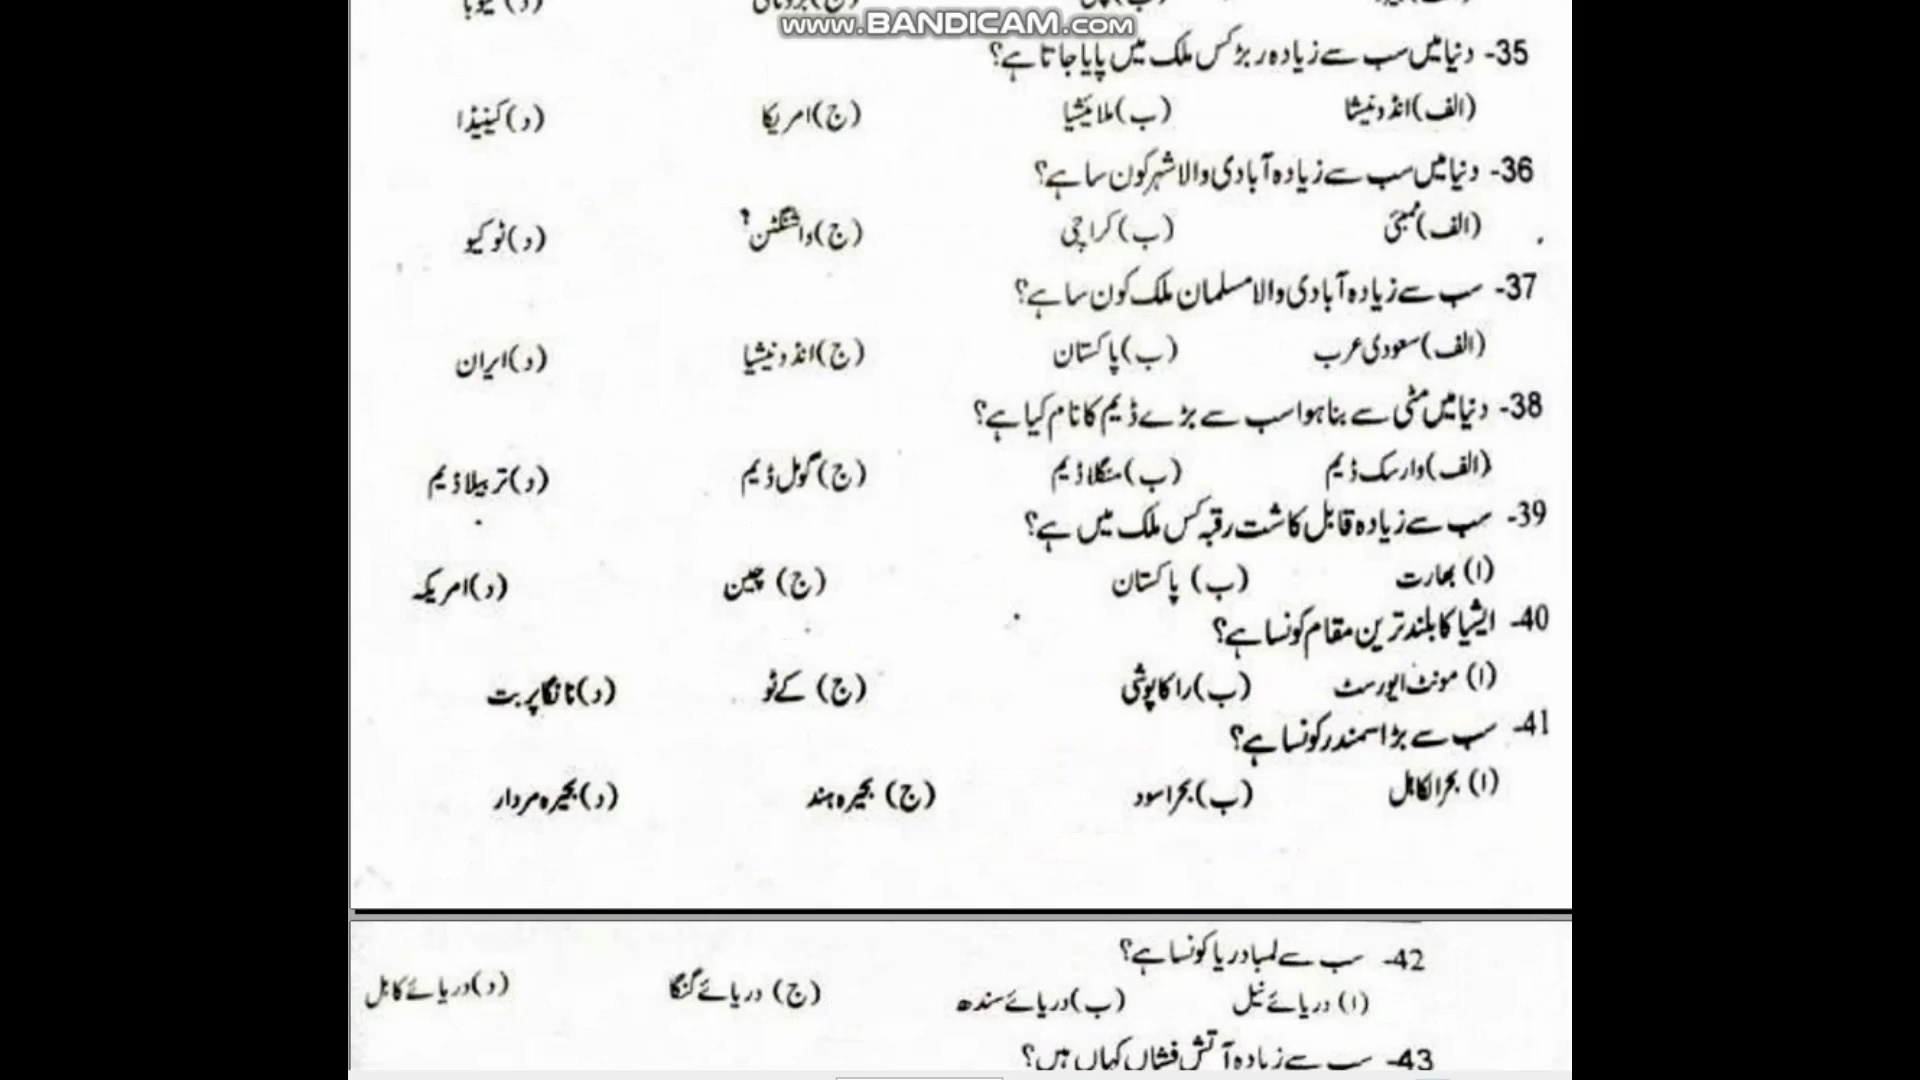 www.BANDICAM.com
35- دنیا میں سب سے زیادہ ربڑ کس ملک میں پایا جاتا ہے؟
(الف) انڈونیشا (ب) ملائیشیا (ج) امریکا (د) کینیڈا
36- دنیا میں سب سے زیادہ آبادی والا شہر کون سا ہے؟
(الف) ممبئی (ب) کراچی (ج) واشنگٹن (د) ٹوکیو
37- سب سے زیادہ آبادی والا مسلمان ملک کون سا ہے؟
(الف) سعودی عرب (ب) پاکستان (ج) انڈونیشیا (د) ایران
38- دنیا میں مٹی سے بنا ہوا سب سے بڑے ڈیم کا نام کیا ہے؟
(الف) وارسک ڈیم (ب) منگلا ڈیم (ج) گومل ڈیم (د) تربیلا ڈیم
39- سب سے زیادہ قابل کاشت رقبہ کس ملک میں ہے؟
(ا) بھارت (ب) پاکستان (ج) چین (د) امریکہ
40- ایشیا کا بلند ترین مقام کونسا ہے؟
(ا) مونٹ ایورسٹ (ب) راکاپوشی (ج) کے ٹو (د) نانگا پربت
41- سب سے بڑا سمندر کونسا ہے؟
(ا) بحرالکاہل (ب) بحر اسود (ج) بحیرہ ہند (د) بحیرہ مردار
42- سب سے لمبا دریا کونسا ہے؟
(ا) دریائے نیل (ب) دریائے سندھ (ج) دریائے گنگا (د) دریائے کابل
43- سب سے زیادہ آتش فشاں کہاں ہیں؟